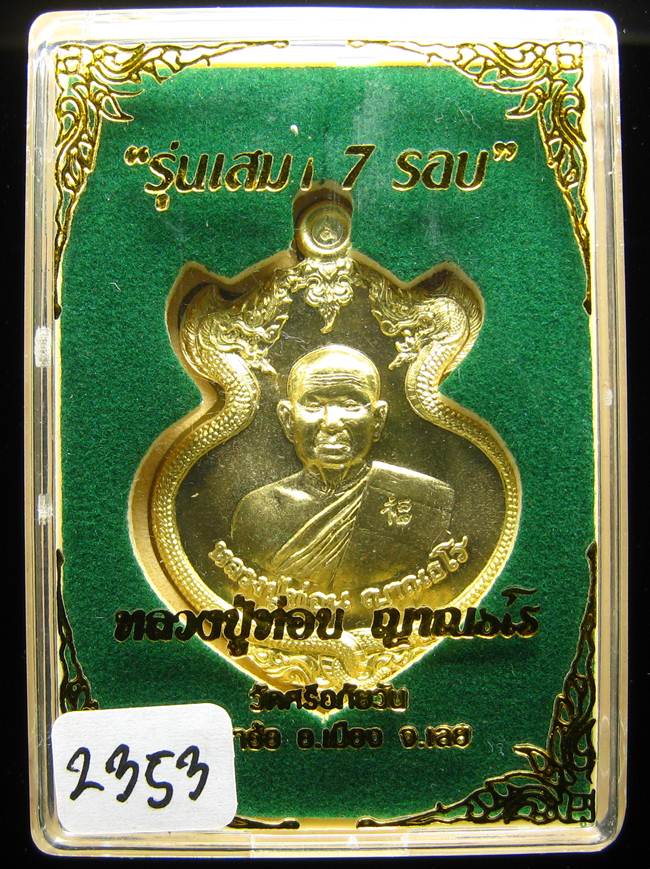 “รุ่นเสมา 7 รอบ”
หลวงปู่ท่อน ญาณธโร
หลวงปู่ท่อน ญาณธโร
วัดศรีอภัยวัน
อ.เมือง จ.เลย
2353